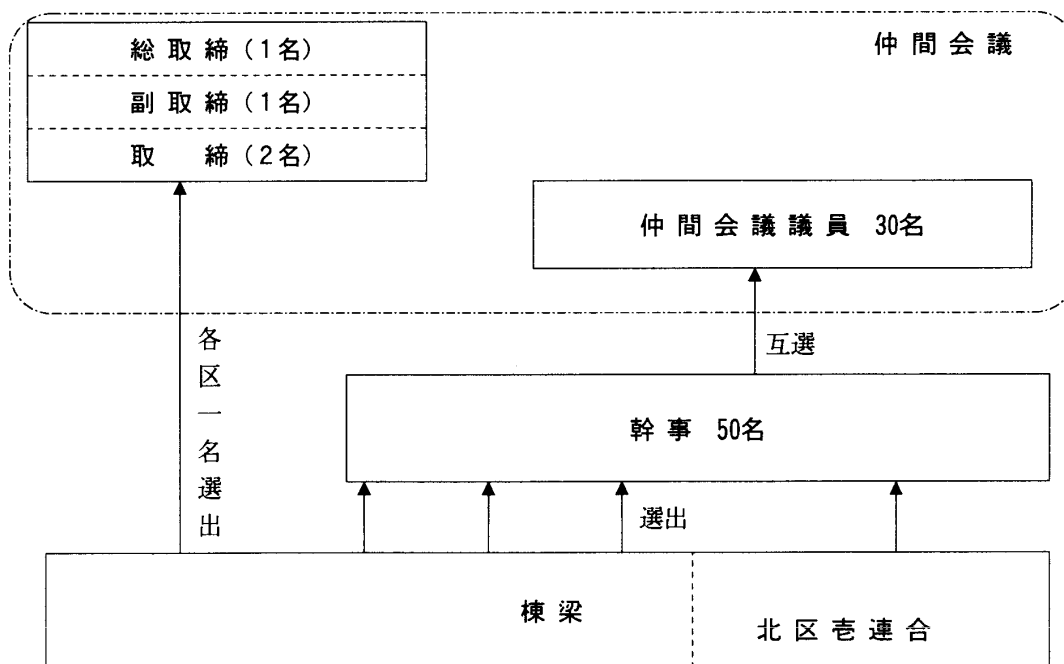 総取締(1名)
副取締(1名)
取 締(2名)
仲間会議
仲間会議議員 30名
各区一名選出
互選
幹事 50名
選出
棟梁
北区壱連合